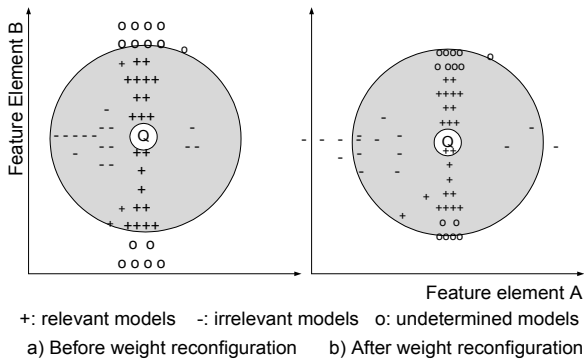 Feature Element B
Q
Q
Feature element A
+: relevant models -: irrelevant models o: undetermined models
a) Before weight reconfiguration b) After weight reconfiguration